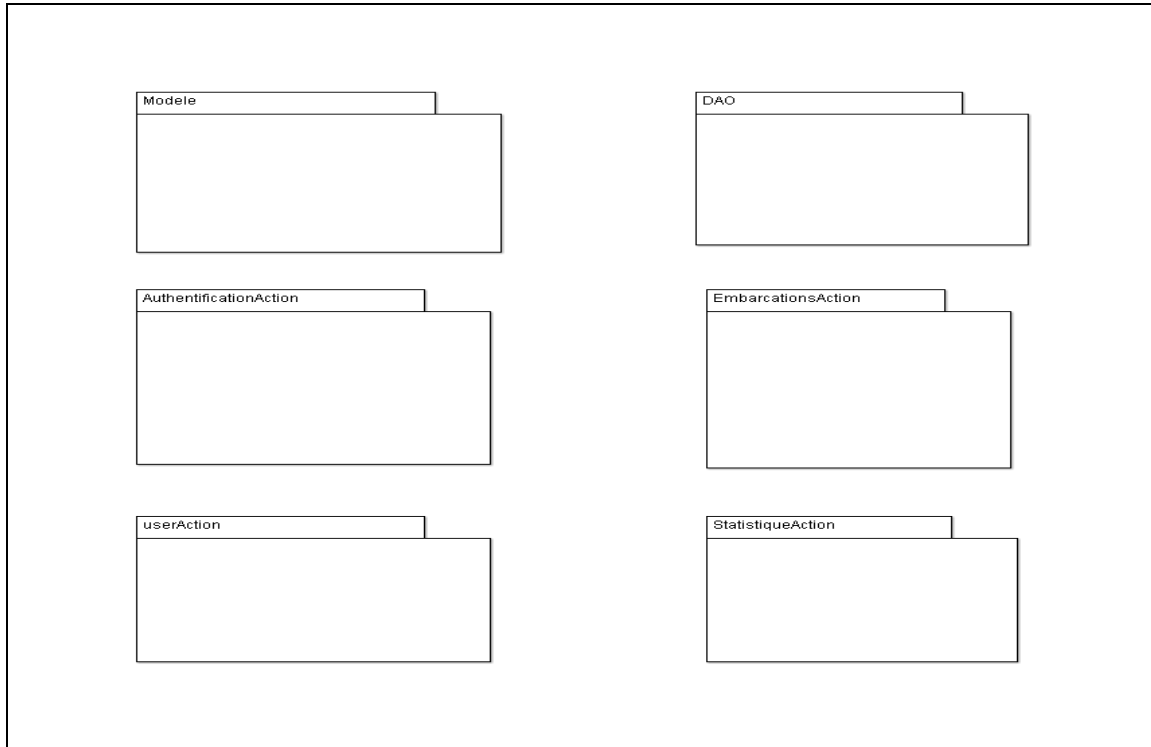 Modele
DAO
AuthentificationAction
EmbarcationsAction
userAction
StatistiqueAction